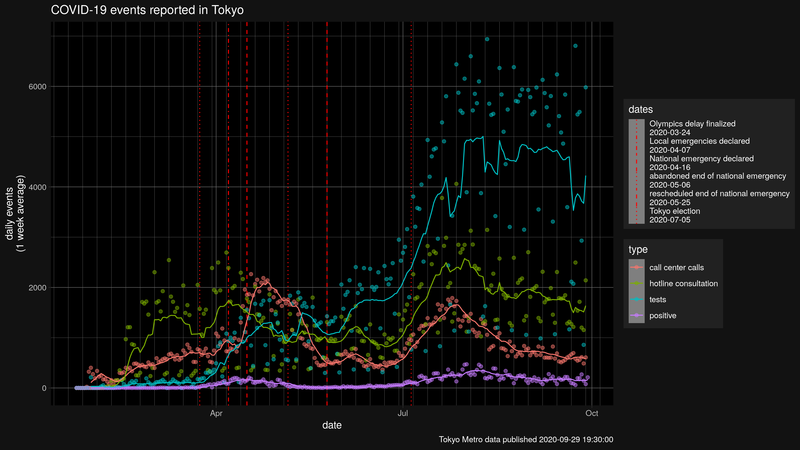 COVID-19 events reported in Tokyo
daily events
(1 week average)
6000
4000
2000
0
Apr
Jul
Oct
date
dates
Olympics delay finalized
2020-03-24
Local emergencies declared
2020-04-07
National emergency declared
2020-04-16
abandoned end of national emergency
2020-05-06
rescheduled end of national emergency
2020-05-25
Tokyo election
2020-07-05
type
call center calls
hotline consultation
tests
positive
Tokyo Metro data published 2020-09-29 19:30:00